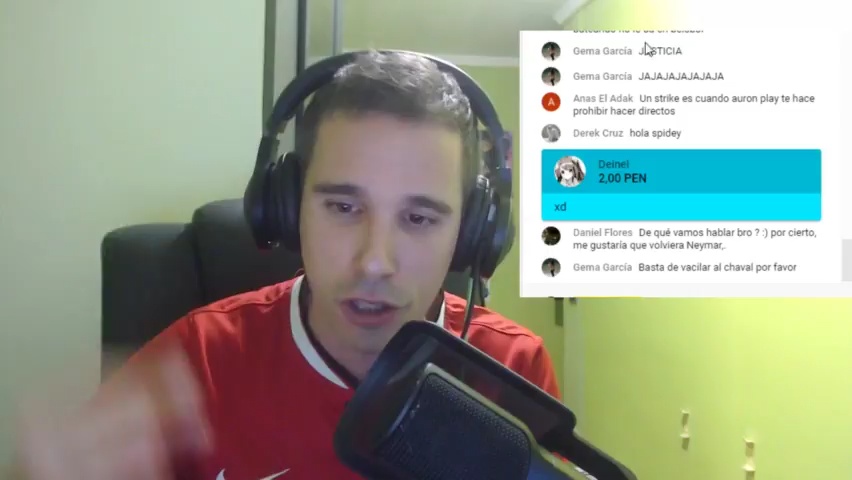 Gema García JUSTICIA
Gema García JAJAJAJAJAJAJA
A
Anas El Adak Un strike es cuando auron play te hace
prohibir hacer directos
Derek Cruz hola spidey
Deinel
2,00 PEN
xd
Daniel Flores De qué vamos hablar bro ? :) por cierto,
me gustaría que volviera Neymar,.
Gema García Basta de vacilar al chaval por favor